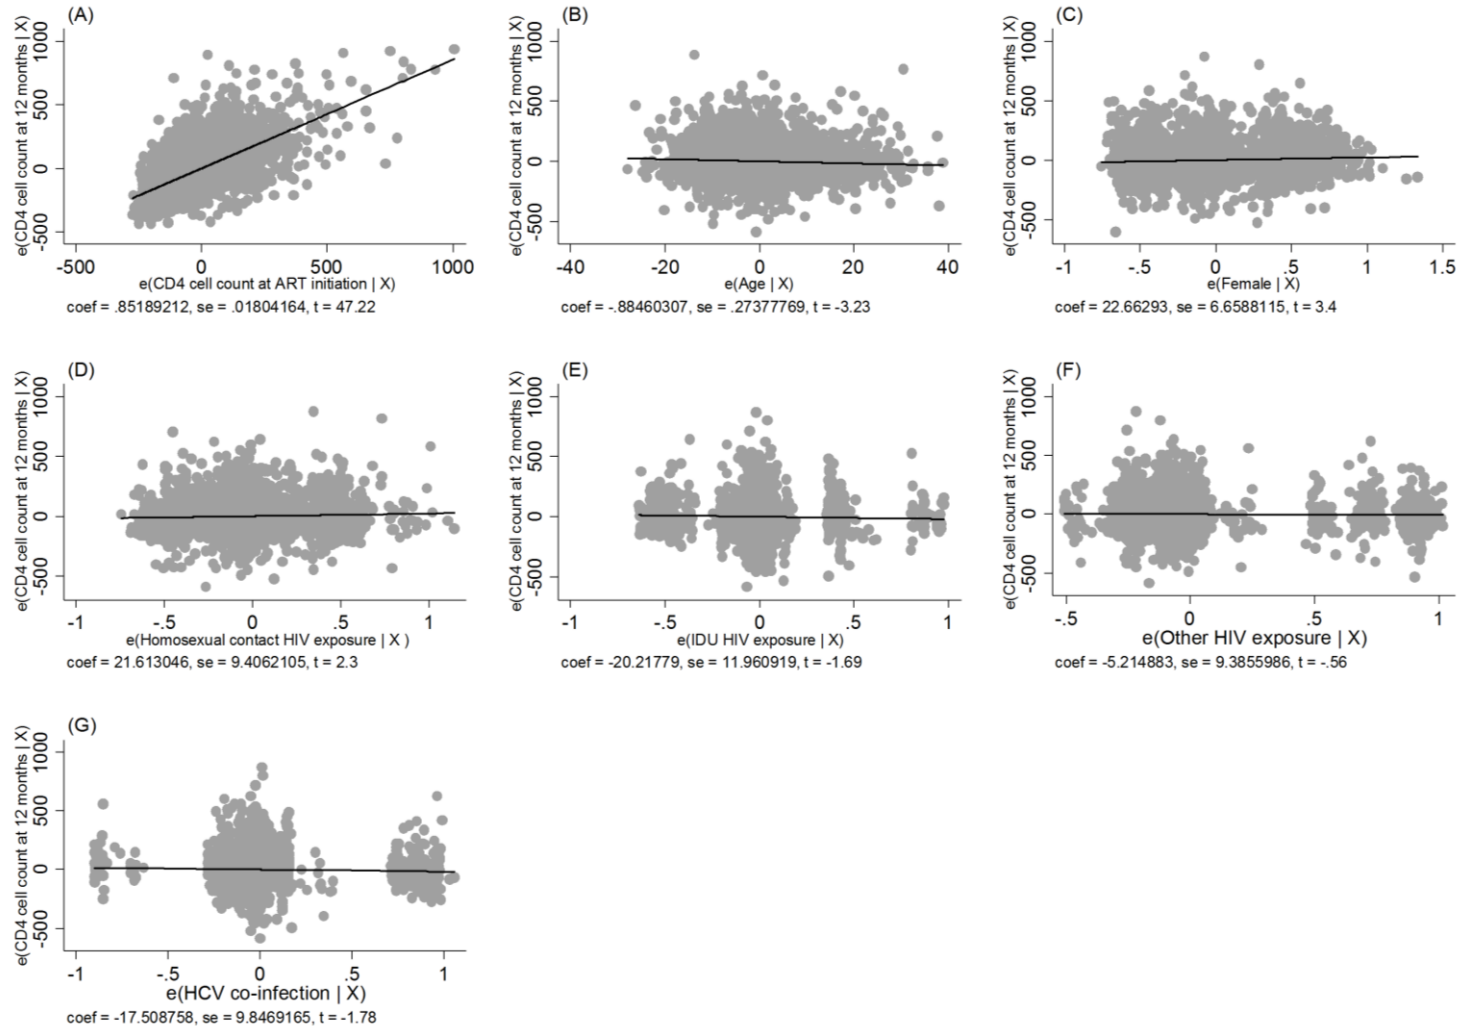 (A)
e(CD4 cell count at 12 months | X)
1000
500
0
-500
-500 0 500 1000
e(CD4 cell count at ART initiation | X)
coef = .85189212, se = .01804164, t = 47.22
(B)
e(CD4 cell count at 12 months | X)
1000
500
0
-500
-40 -20 0 20 40
e(Age | X)
coef = -.88460307, se = .27377769, t = -3.23
(C)
e(CD4 cell count at 12 months | X)
1000
500
0
-500
-1 -.5 0 .5 1 1.5
e(Female | X)
coef = 22.66293, se = 6.6588115, t = 3.4
(D)
e(CD4 cell count at 12 months | X)
1000
500
0
-500
-1 -.5 0 .5 1
e(Homosexual contact HIV exposure | X )
coef = 21.613046, se = 9.4062105, t = 2.3
(E)
e(CD4 cell count at 12 months | X)
1000
500
0
-500
-1 -.5 0 .5 1
e(IDU HIV exposure | X)
coef = -20.21779, se = 11.960919, t = -1.69
(F)
e(CD4 cell count at 12 months | X)
1000
500
0
-500
-.5 0 .5 1
e(Other HIV exposure | X)
coef = -5.214883, se = 9.3855986, t = -.56
(G)
e(CD4 cell count at 12 months | X)
1000
500
0
-500
-1 -.5 0 .5 1
e(HCV co-infection | X)
coef = -17.508758, se = 9.8469165, t = -1.78